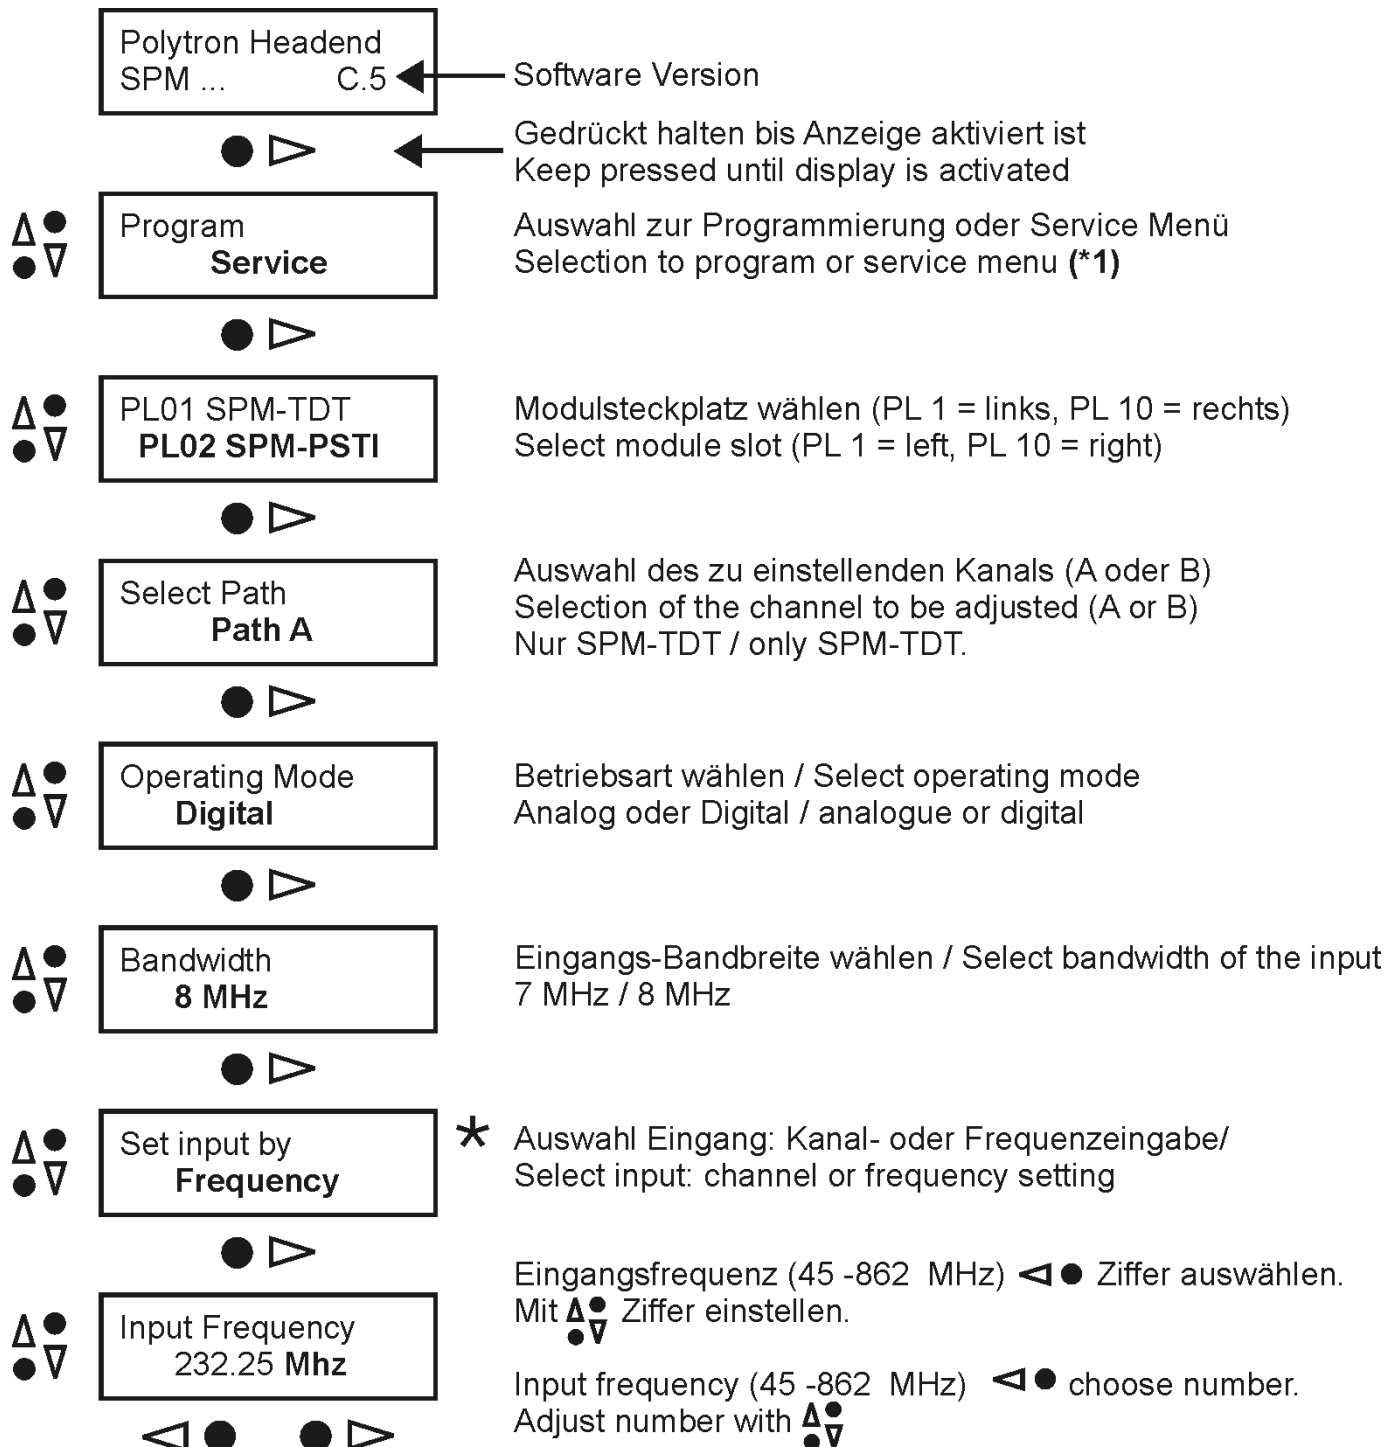 Polytron Headend
SPM ... C.5
Software Version
Gedrückt halten bis Anzeige aktiviert ist
Keep pressed until display is activated
Program
Service
Auswahl zur Programmierung oder Service Menü
Selection to program or service menu (*1)
PL01 SPM-TDT
PL02 SPM-PSTI
Modulsteckplatz wählen (PL 1 = links, PL 10 = rechts)
Select module slot (PL 1 = left, PL 10 = right)
Select Path
Path A
Auswahl des zu einstellenden Kanals (A oder B)
Selection of the channel to be adjusted (A or B)
Nur SPM-TDT / only SPM-TDT.
Operating Mode
Digital
Betriebsart wählen / Select operating mode
Analog oder Digital / analogue or digital
Bandwidth
8 MHz
Eingangs-Bandbreite wählen / Select bandwidth of the input
7 MHz / 8 MHz
Set input by
Frequency
* Auswahl Eingang: Kanal- oder Frequenzeingabe/
Select input: channel or frequency setting
Input Frequency
232.25 Mhz
Eingangsfrequenz (45 -862 MHz) Ziffer auswählen.
Mit Ziffer einstellen.
Input frequency (45 -862 MHz) choose number.
Adjust number with